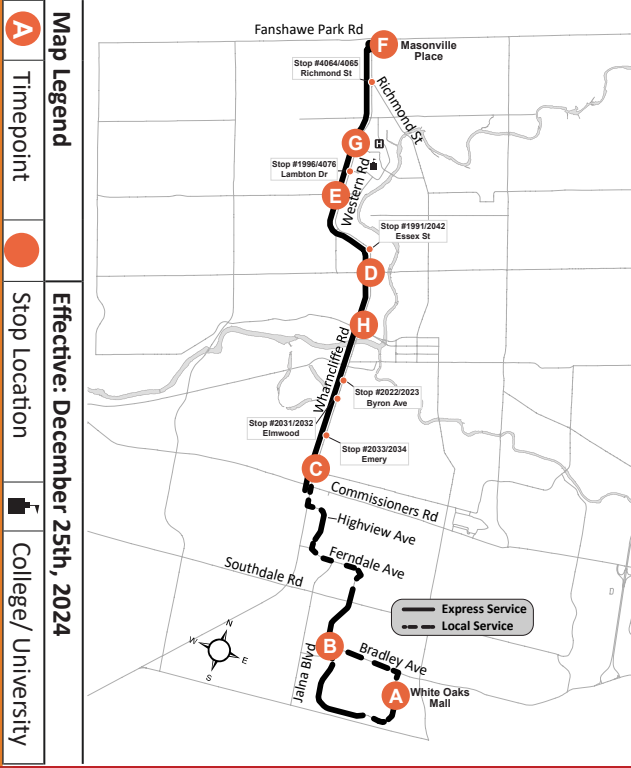 Map Legend
Effective: December 25th, 2024
A
Timepoint
Stop Location
College/ University
Fanshawe Park Rd
F
Masonville
Place
Stop #4064/4065
Richmond St
Richmond St
G
H
Stop #1996/4076
Lambton Dr
Western Rd
E
Stop #1991/2042
Essex St
D
H
Wharncliffe Rd
Stop #2022/2023
Byron Ave
Stop #2031/2032
Elmwood
Stop #2033/2034
Emery
C
Commissioners Rd
Highview Ave
Ferndale Ave
Southdale Rd
Express Service
Local Service
N
W
E
S
B
Bradley Ave
Jalna Blvd
A
White Oaks
Mall